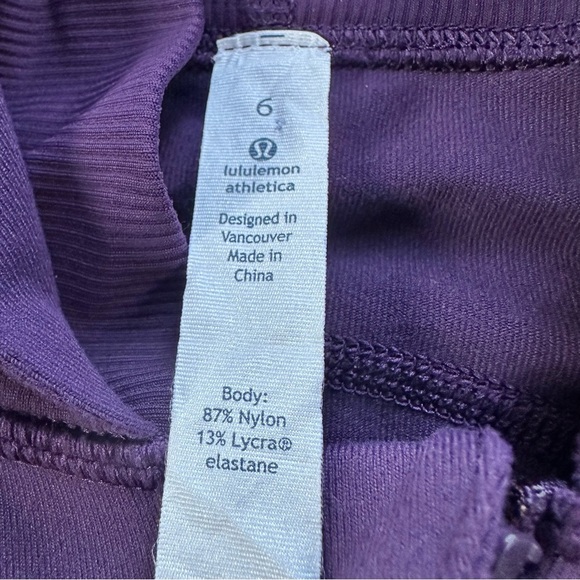 6
lululemon
athletica
Designed in
Vancouver
Made in
China
Body:
87% Nylon
13% Lycra®
elastane